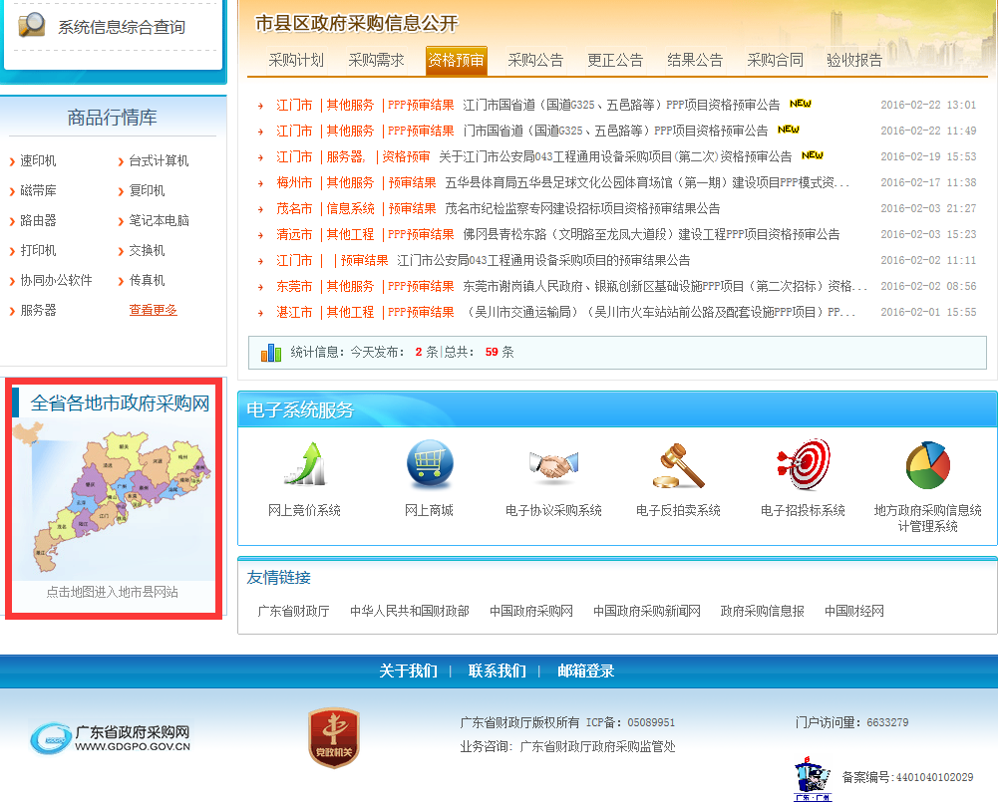 系统信息综合查询
商品行情库
速印机
台式计算机
磁带库
复印机
路由器
笔记本电脑
打印机
交换机
协同办公软件
传真机
服务器
查看更多
全省各地市政府采购网
点击地图进入地市县网站
市县区政府采购信息公开
采购计划 采购需求 资格预审 采购公告 更正公告 结果公告 采购合同 验收报告
江门市 | 其他服务 | PPP预审结果 江门市国省道（国道G325、五邑路等）PPP项目资格预审公告 NEW 2016-02-22 13:01
江门市 | 其他服务 | PPP预审结果 门市国省道（国道G325、五邑路等）PPP项目资格预审公告 NEW 2016-02-22 11:49
江门市 | 服务器, | 资格预审 关于江门市公安局043工程通用设备采购项目(第二次)资格预审公告 NEW 2016-02-19 15:53
梅州市 | 其他服务 | 预审结果 五华县体育局五华县足球文化公园体育场馆（第一期）建设项目PPP模式资... 2016-02-17 11:38
茂名市 | 信息系统 | 预审结果 茂名市纪检监察专网建设招标项目资格预审结果公告 2016-02-03 21:27
清远市 | 其他工程 | PPP预审结果 佛冈县青松东路（文明路至龙凤大道段）建设工程PPP项目资格预审公告 2016-02-03 15:23
江门市 | | 预审结果 江门市公安局043工程通用设备采购项目的预审结果公告 2016-02-02 11:11
东莞市 | 其他服务 | PPP预审结果 东莞市谢岗镇人民政府、银瓶创新区基础设施PPP项目（第二次招标）资格... 2016-02-02 08:56
湛江市 | 其他工程 | PPP预审结果 （吴川市交通运输局）（吴川市火车站站前公路及配套设施PPP项目）PP... 2016-02-01 15:55
统计信息: 今天发布: 2 条|总共: 59 条
电子系统服务
网上竞价系统
网上商城
电子协议采购系统
电子反拍卖系统
电子招投标系统
地方政府采购信息统
计管理系统
友情链接
广东省财政厅 中华人民共和国财政部 中国政府采购网 中国政府采购新闻网 政府采购信息报 中国财经网
关于我们 | 联系我们 | 邮箱登录
广东省政府采购网
WWW.GDGPO.GOV.CN
党政机关
广东省财政厅版权所有 ICP备: 05089951
业务咨询: 广东省财政厅政府采购监管处
门户访问量: 6633279
广东·广州
备案编号:4401040102029